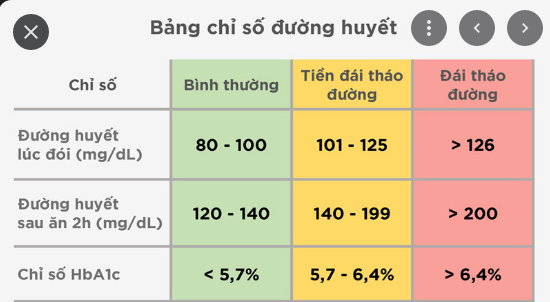 Bảng chỉ số đường huyết
Chỉ số
Bình thường
Tiền đái tháo
đường
Đái tháo
đường
Đường huyết
lúc đói (mg/dL)
80 - 100
101 - 125
> 126
Đường huyết
sau ăn 2h (mg/dL)
120 - 140
140 - 199
> 200
Chỉ số HbA1c
< 5,7%
5,7 - 6,4%
> 6,4%